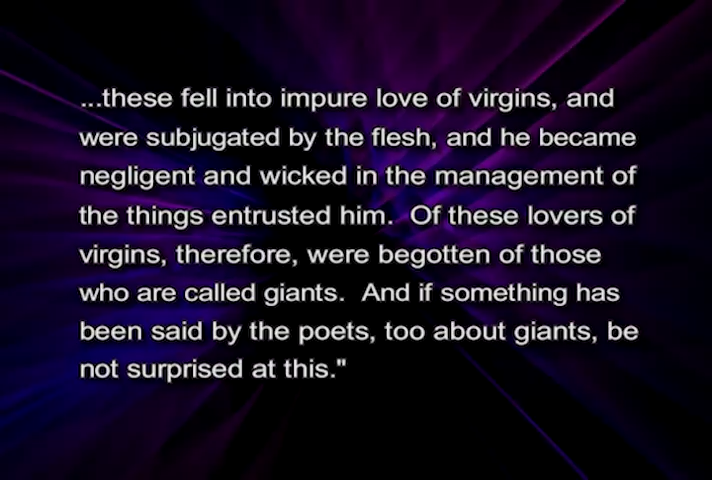 ...these fell into impure love of virgins, and
were subjugated by the flesh, and he became
negligent and wicked in the management of
the things entrusted him.  Of these lovers of
virgins, therefore, were begotten of those
who are called giants.  And if something has
been said by the poets, too about giants, be
not surprised at this."